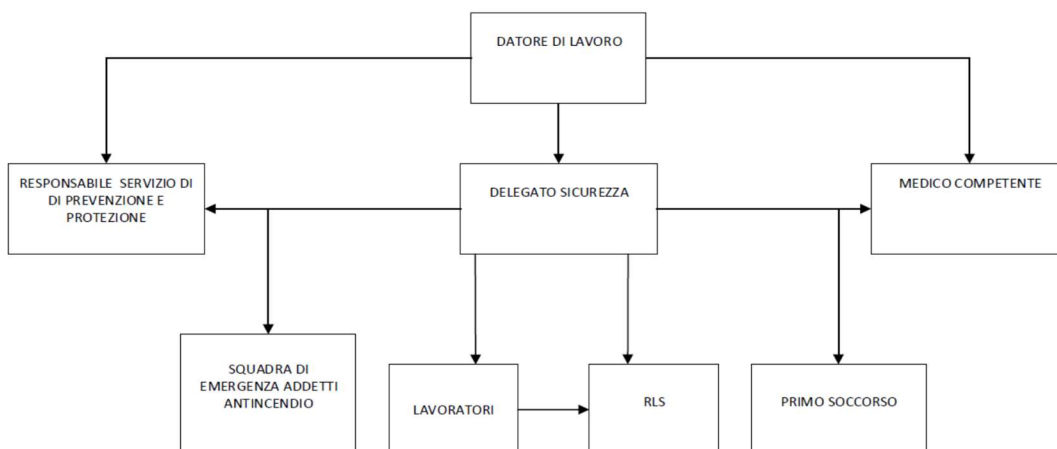 DATORE DI LAVORO
RESPONSABILE SERVIZIO DI
DI PREVENZIONE E
PROTEZIONE
DELEGATO SICUREZZA
MEDICO COMPETENTE
SQUADRA DI
EMERGENZA ADDETTI
ANTINCENDIO
LAVORATORI
RLS
PRIMO SOCCORSO